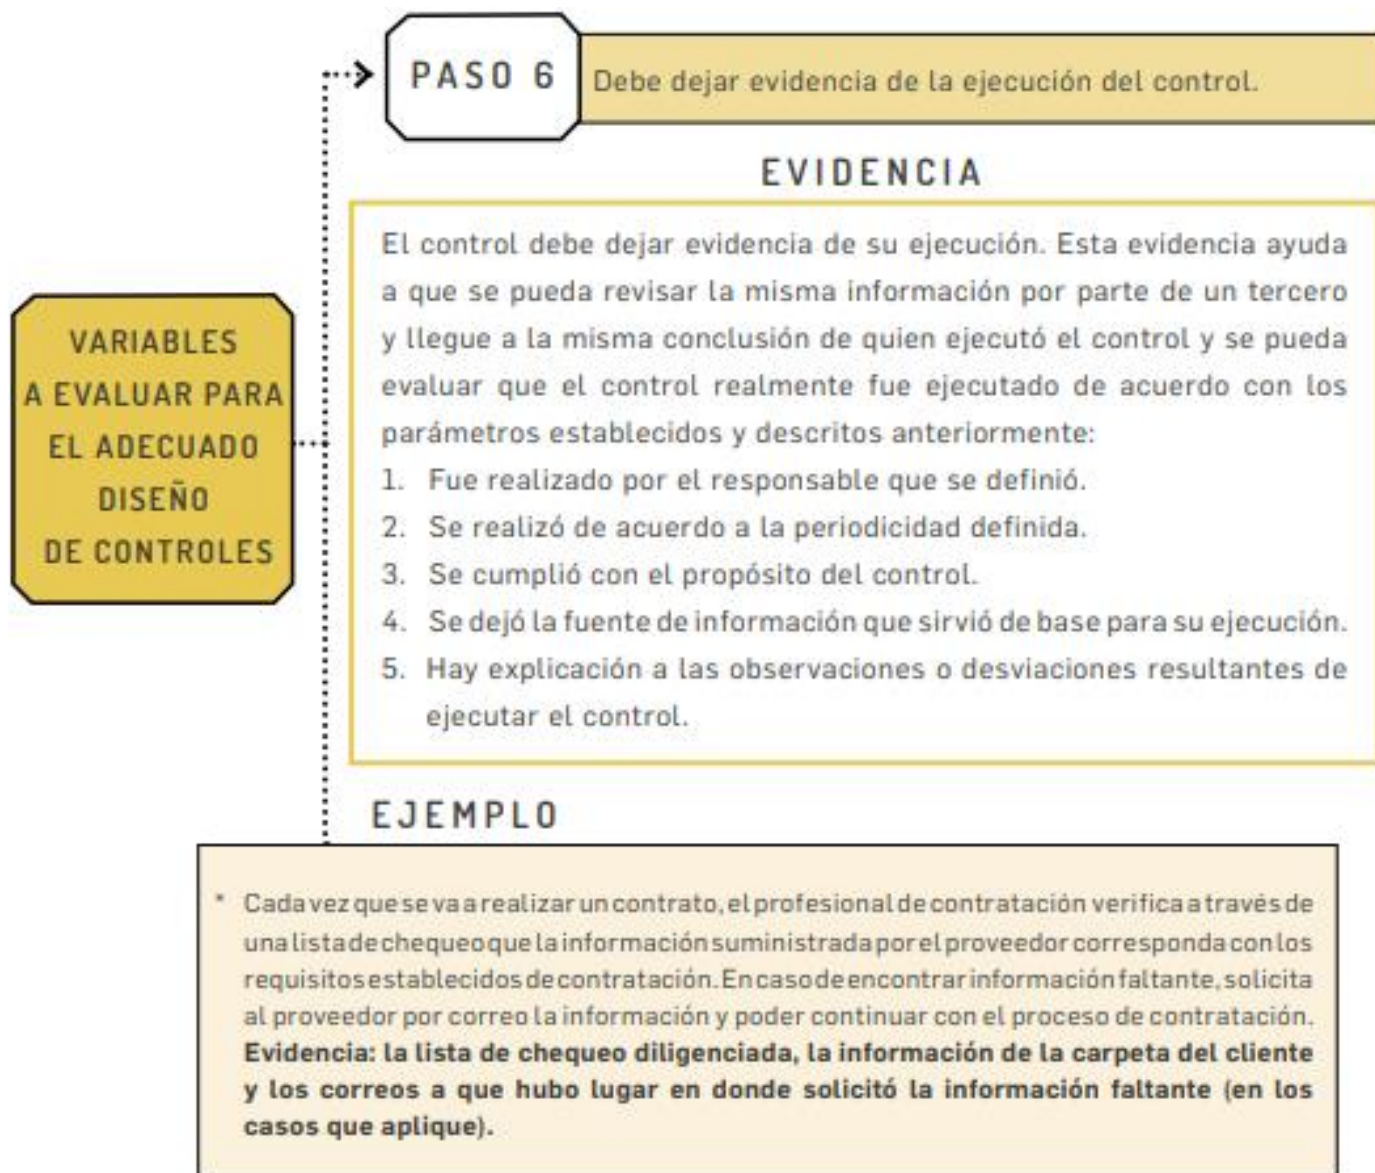 PASO 6
Debe dejar evidencia de la ejecución del control.
EVIDENCIA
El control debe dejar evidencia de su ejecución. Esta evidencia ayuda
a que se pueda revisar la misma información por parte de un tercero
y llegue a la misma conclusión de quien ejecutó el control y se pueda
evaluar que el control realmente fue ejecutado de acuerdo con los
parámetros establecidos y descritos anteriormente:
1. Fue realizado por el responsable que se definió.
2. Se realizó de acuerdo a la periodicidad definida.
3. Se cumplió con el propósito del control.
4. Se dejó la fuente de información que sirvió de base para su ejecución.
5. Hay explicación a las observaciones o desviaciones resultantes de
ejecutar el control.
VARIABLES
A EVALUAR PARA
EL ADECUADO
DISEÑO
DE CONTROLES
EJEMPLO
* Cada vez que se va a realizar un contrato, el profesional de contratación verifica a través de
una lista de chequeo que la información suministrada por el proveedor corresponda con los
requisitos establecidos de contratación. En caso de encontrar información faltante, solicita
al proveedor por correo la información y poder continuar con el proceso de contratación.
Evidencia: la lista de chequeo diligenciada, la información de la carpeta del cliente
y los correos a que hubo lugar en donde solicitó la información faltante (en los
casos que aplique).